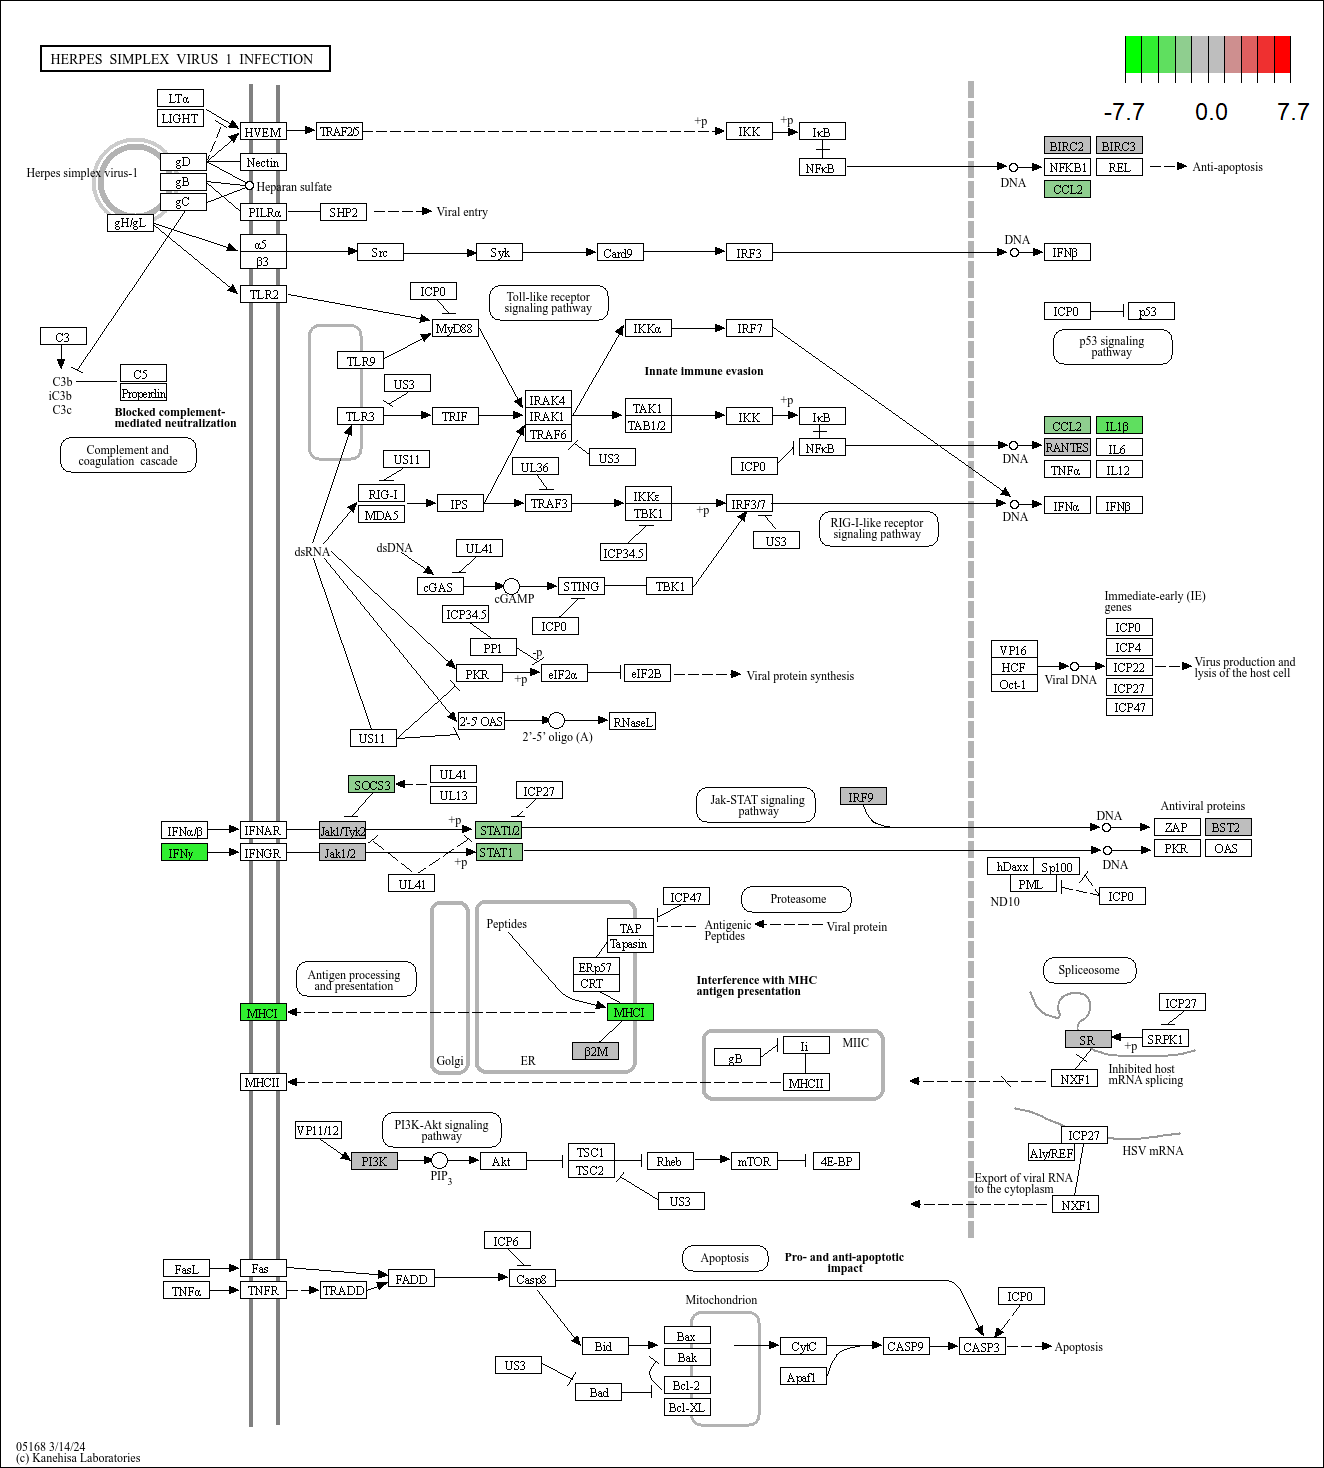 HERPES SIMPLEX VIRUS 1 INFECTION
-7.7 0.0 7.7
LTα
LIGHT
HVEM
TRAF2/5
+p
IKK
+p
IκB
NFκB
DNA
BIRC2 BIRC3
NFKB1 REL
CCL2
Anti-apoptosis
Herpes simplex virus-1
gD
gB
gC
gH/gL
Nectin
Heparan sulfate
PILRα
SHP2
Viral entry
α5
β3
Src
Syk
Card9
IRF3
DNA
IFNβ
TLR2
ICP0
Toll-like receptor
signaling pathway
MyD88
IKKα
IRF7
ICP0
p53
p53 signaling
pathway
C3
C3b
iC3b
C3c
C5
Properdin
Blocked complement-
mediated neutralization
Complement and
coagulation cascade
TLR9
US3
TLR3
TRIF
IRAK4
IRAK1
TRAF6
Innate immune evasion
TAK1
TAB1/2
IKK
+p
IκB
NFκB
ICP0
US3
DNA
CCL2 IL1β
RANTES IL6
TNFα IL12
US11
RIG-I
MDA5
IPS
UL36
TRAF3
IKKε
TBK1
+p
IRF3/7
ICP34.5
US3
RIG-I-like receptor
signaling pathway
DNA
IFNα IFNβ
dsRNA
dsDNA
UL41
cGAS
cGAMP
STING
TBK1
ICP0
ICP34.5
PP1
-p
PKR
+p
eIF2α
eIF2B
Viral protein synthesis
2'-5' OAS
2'-5' oligo (A)
RNaseL
US11
Immediate-early (IE)
genes
VP16
HCF
Oct-1
Viral DNA
ICP0
ICP4
ICP22
ICP27
ICP47
Virus production and
lysis of the host cell
SOCS3
UL41
UL13
ICP27
Jak-STAT signaling
pathway
IRF9
Antiviral proteins
IFNα/β
IFNAR
Jak1/Tyk2
+p
STAT1/2
DNA
ZAP BST2
IFNγ
IFNGR
Jak1/2
+p
STAT1
DNA
PKR OAS
UL41
hDaxx Sp100
PML
ND10
ICP0
Peptides
TAP
Tapasin
ICP47
Proteasome
Antigenic
Peptides
Viral protein
ERp57
CRT
Antigen processing
and presentation
Interference with MHC
antigen presentation
MHCI
MHCI
β2M
Golgi
ER
MIIC
Ii
gB
MHCII
MHCII
Spliceosome
ICP27
SR
+p
SRPK1
Inhibited host
mRNA splicing
NXF1
ICP27
Aly/REF
HSV mRNA
Export of viral RNA
to the cytoplasm
NXF1
VP11/12
PI3K-Akt signaling
pathway
PI3K
PIP3
Akt
TSC1
TSC2
Rheb
mTOR
4E-BP
US3
ICP6
Apoptosis
Pro- and anti-apoptotic
impact
FasL
Fas
TNFα
TNFR
TRADD
FADD
Casp8
Mitochondrion
ICP0
Bid
Bax
Bak
CytC
Apaf1
CASP9
CASP3
Apoptosis
US3
Bad
Bcl-2
Bcl-XL
05168 3/14/24
(c) Kanehisa Laboratories